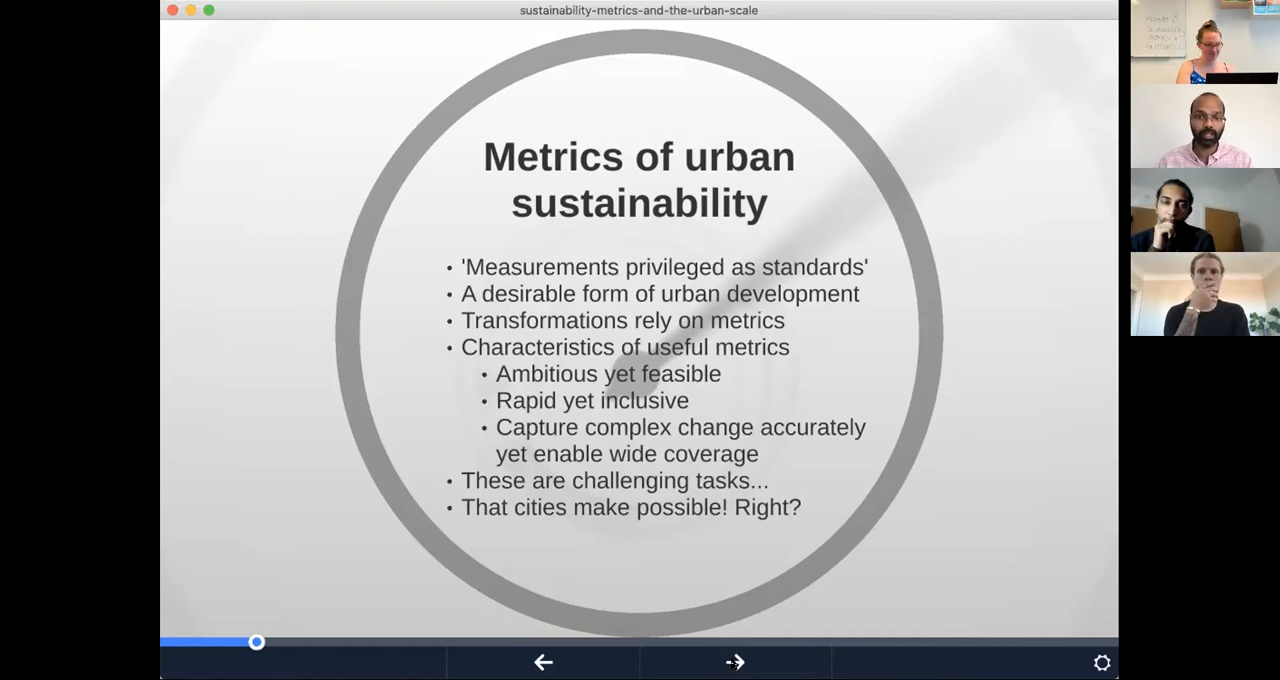 sustainability-metrics-and-the-urban-scale
Metrics of urban
sustainability
• 'Measurements privileged as standards'
• A desirable form of urban development
• Transformations rely on metrics
• Characteristics of useful metrics
• Ambitious yet feasible
• Rapid yet inclusive
• Capture complex change accurately
yet enable wide coverage
• These are challenging tasks...
• That cities make possible! Right?